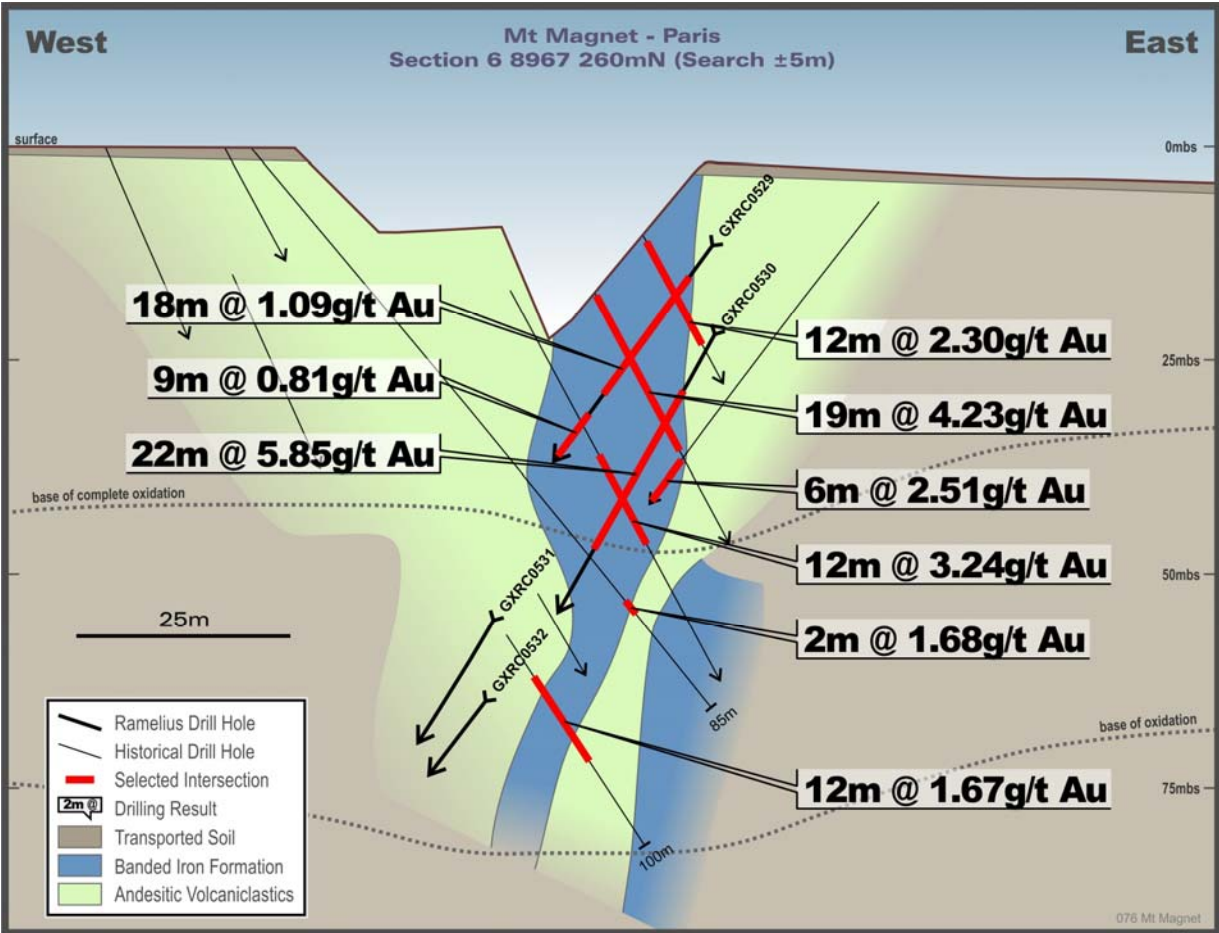 West
Mt Magnet - Paris
Section 6 8967 260mN (Search ±5m)
East
surface
0mbs
GXRC0529
GXRC0530
18m @ 1.09g/t Au
12m @ 2.30g/t Au
25mbs
9m @ 0.81g/t Au
19m @ 4.23g/t Au
22m @ 5.85g/t Au
6m @ 2.51g/t Au
base of complete oxidation
12m @ 3.24g/t Au
50mbs
GXRC0531
25m
2m @ 1.68g/t Au
GXRC0532
85m
base of oxidation
12m @ 1.67g/t Au
75mbs
100m
Ramelius Drill Hole
Historical Drill Hole
Selected Intersection
2m @
Drilling Result
Transported Soil
Banded Iron Formation
Andesitic Volcaniclastics
076 Mt Magnet